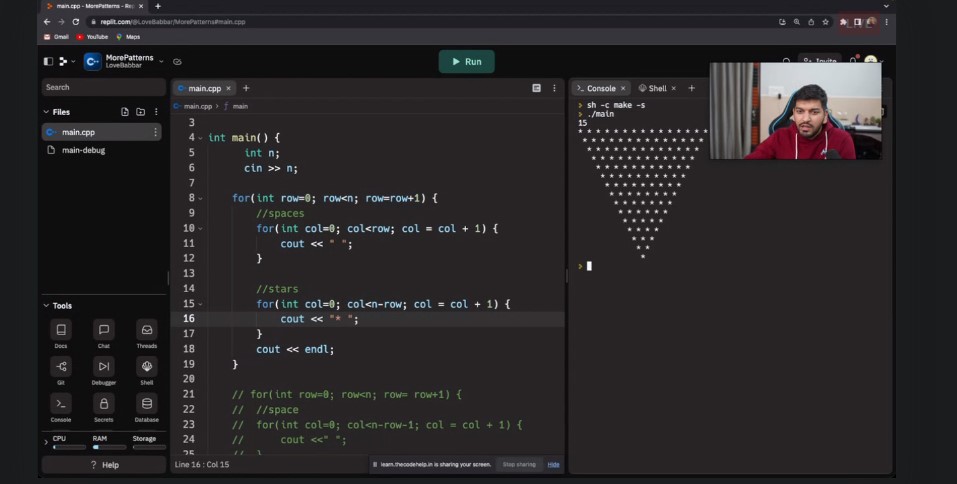 main.cpp - MorePatterns - Repl
replit.com/@LoveBabbar/MorePatterns#main.cpp
Gmail
YouTube
Maps
MorePatterns
LoveBabbar
Run
Invite
Search
Files
main.cpp
main-debug
Tools
Docs
Chat
Threads
Git
Debugger
Shell
Console
Secrets
Database
CPU
RAM
Storage
? Help
main.cpp
main.cpp > f main
3
4 int main() {
5 int n;
6 cin >> n;
7
8 for(int row=0; row<n; row=row+1) {
9 //spaces
10 for(int col=0; col<row; col = col + 1) {
11 cout << " ";
12 }
13
14 //stars
15 for(int col=0; col<n-row; col = col + 1) {
16 cout << "* ";
17 }
18 cout << endl;
19 }
20
21 // for(int row=0; row<n; row= row+1) {
22 // //space
23 // for(int col=0; col<n-row-1; col = col + 1) {
24 // cout <<" ";
25 // }
Line 16 : Col 15
learn.thecodehelp.in is sharing your screen.
Stop sharing
Hide
Console
Shell
> sh -c make -s
> ./main
15
* * * * * * * * * * * * * *
* * * * * * * * * * * * * *
* * * * * * * * * * * * *
* * * * * * * * * * * *
* * * * * * * * * * *
* * * * * * * * * *
* * * * * * * * *
* * * * * * * *
* * * * * * *
* * * * * *
* * * * *
* * * *
* * *
* *
*
>